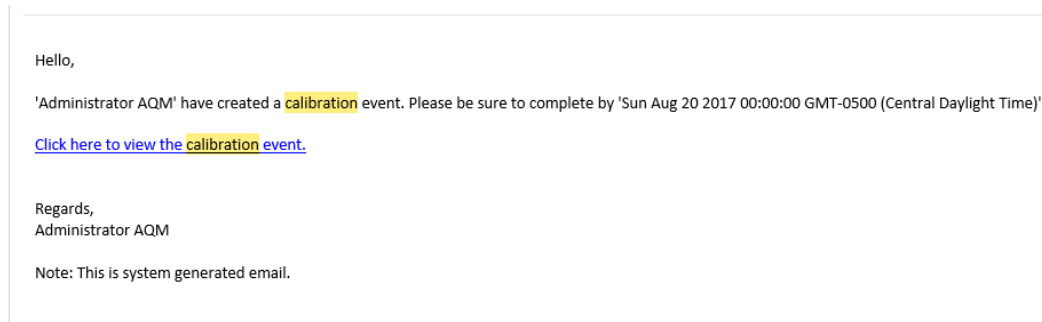 Hello,
'Administrator AQM' have created a calibration event. Please be sure to complete by 'Sun Aug 20 2017 00:00:00 GMT-0500 (Central Daylight Time)'
Click here to view the calibration event.
Regards,
Administrator AQM
Note: This is system generated email.